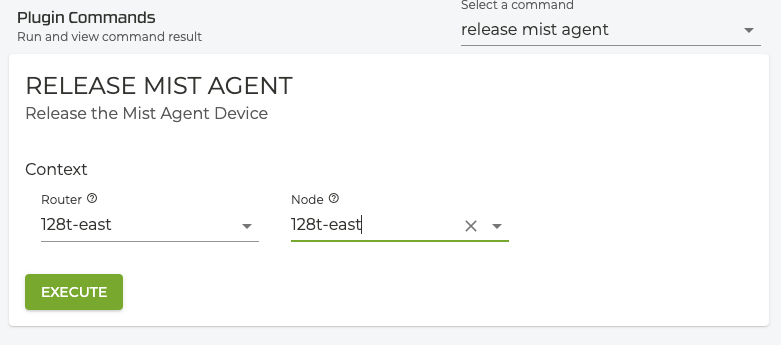 Plugin Commands
Run and view command result
Select a command
release mist agent
RELEASE MIST AGENT
Release the Mist Agent Device
Context
Router
Node
128t-east
128t-east
EXECUTE